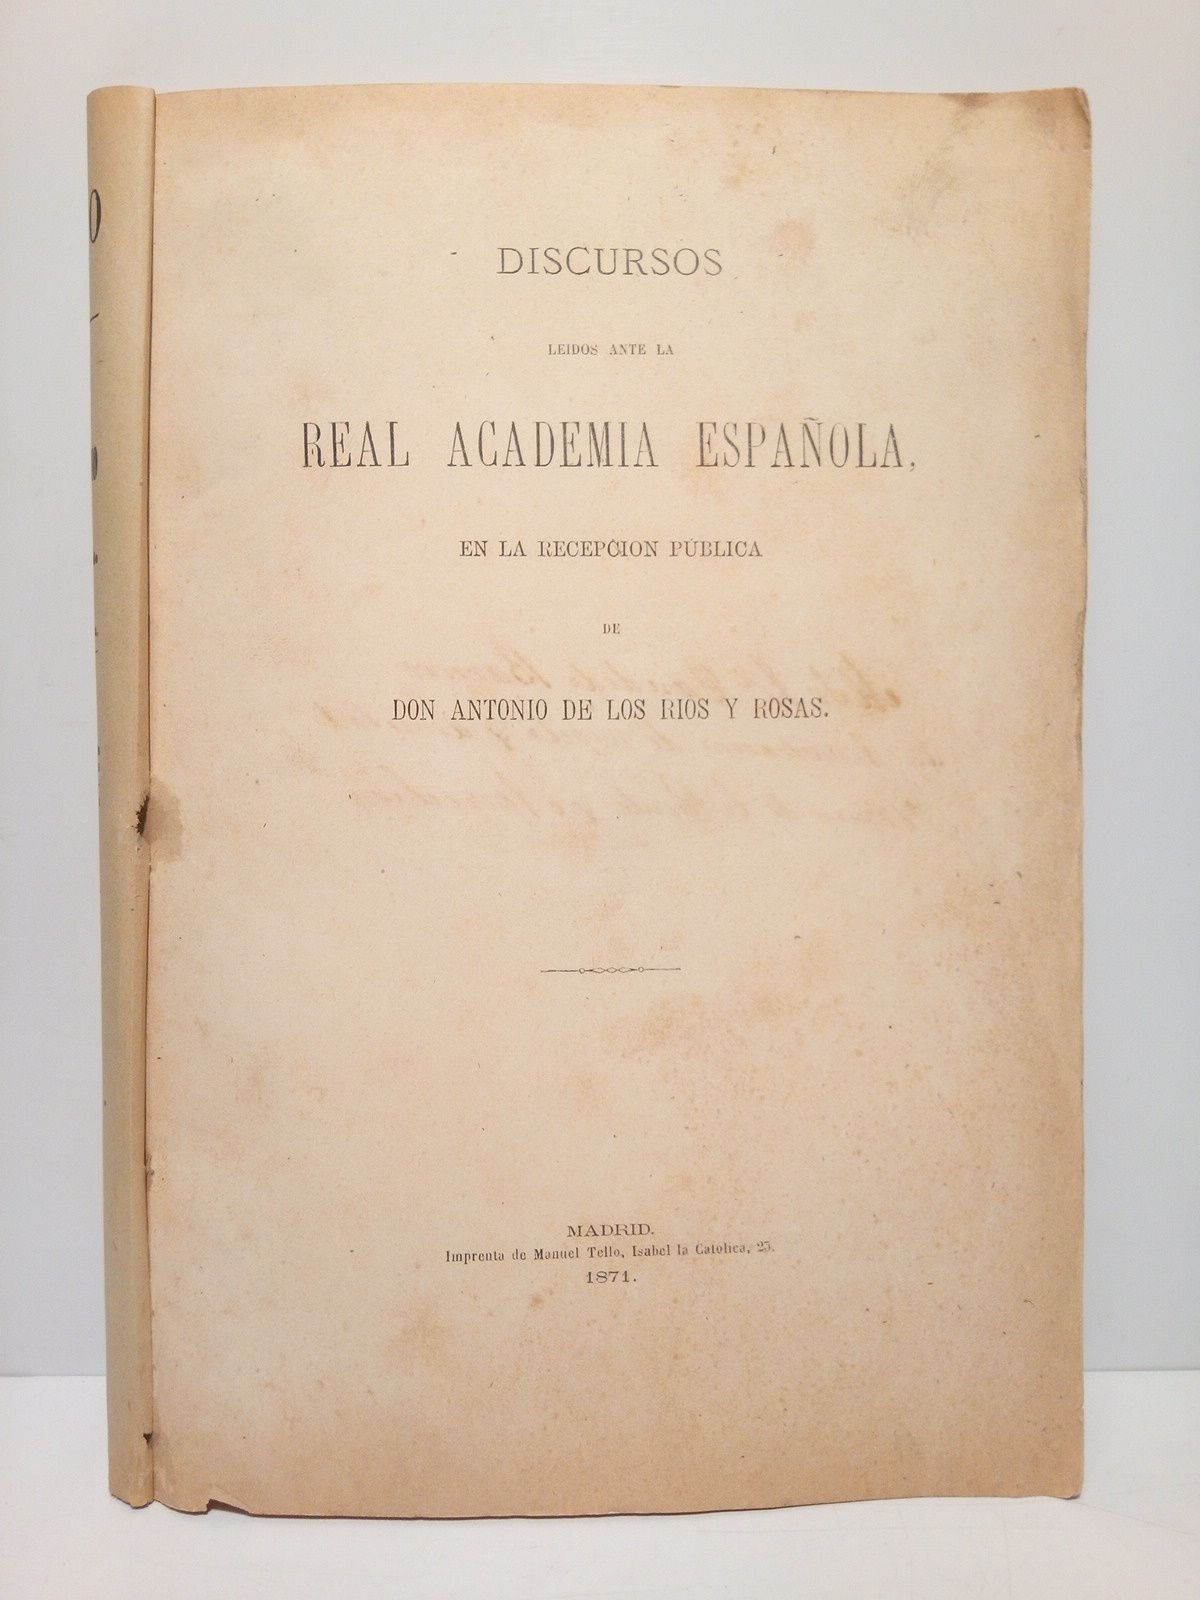 DISCURSOS
LEIDOS ANTE LA
REAL ACADEMIA ESPAÑOLA,
EN LA RECEPCION PÚBLICA
DE
DON ANTONIO DE LOS RIOS Y ROSAS.
MADRID.
Imprenta de Manuel Tello, Isabel la Católica, 23.
1871.